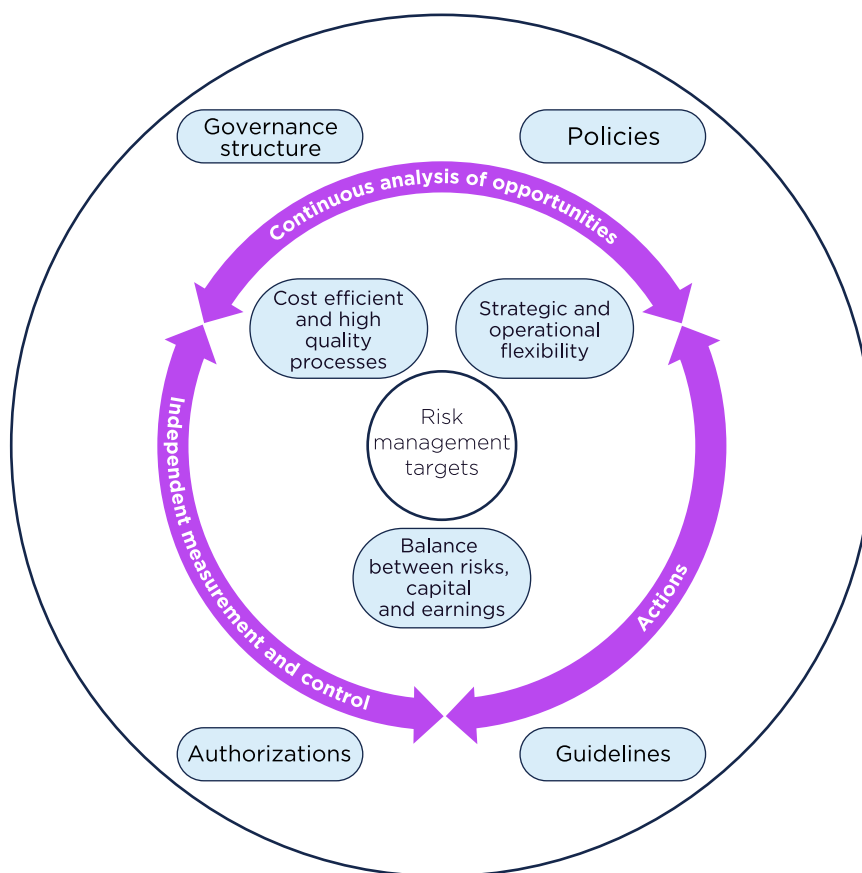 Governance
structure
Policies
Continuous analysis of opportunities
Cost efficient
and high
quality
processes
Strategic and
operational
flexibility
Risk
management
targets
Independent measurement and control
Balance
between risks,
capital
and earnings
Actions
Authorizations
Guidelines